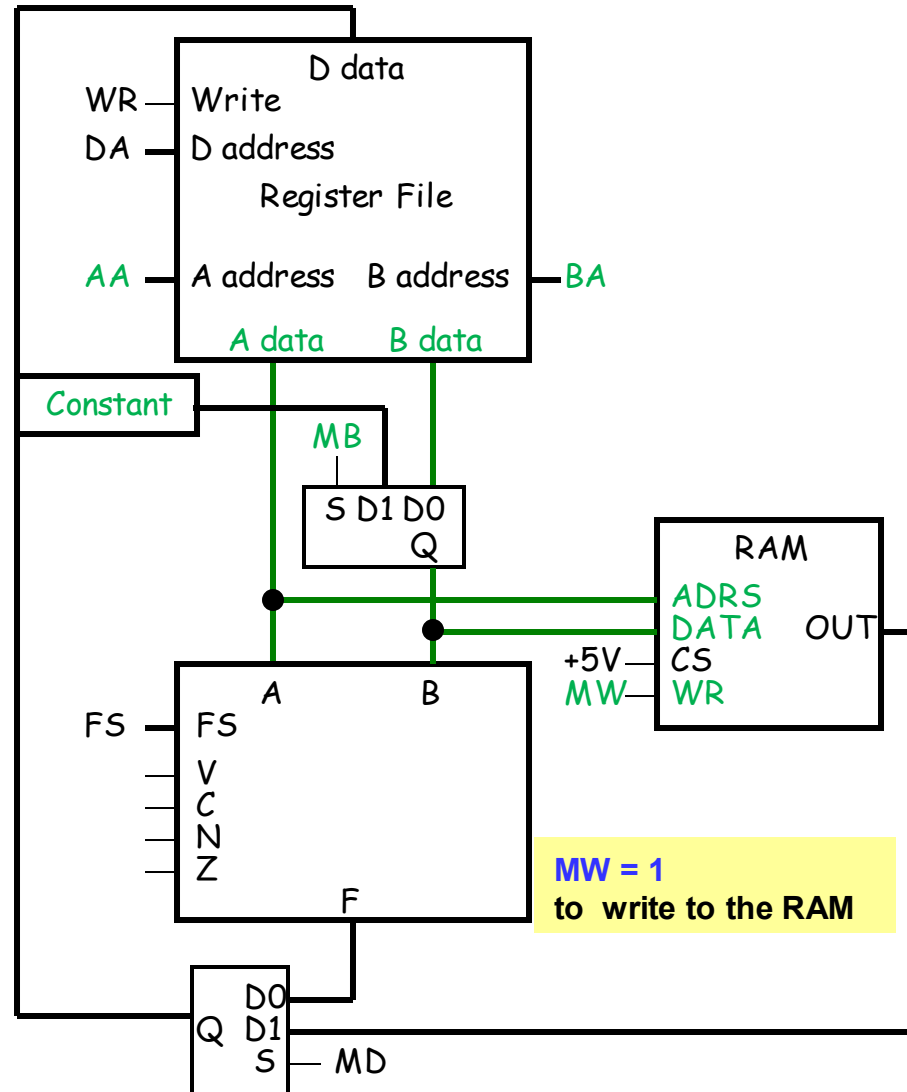 D data
WR Write
DA D address
Register File
AA A address B address BA
A data B data
Constant
MB
S D1 D0
Q
RAM
ADRS
DATA OUT
+5V CS
MW WR
A B
FS FS
V
C
N
Z
F
MW = 1
to write to the RAM
D0
Q D1
S MD